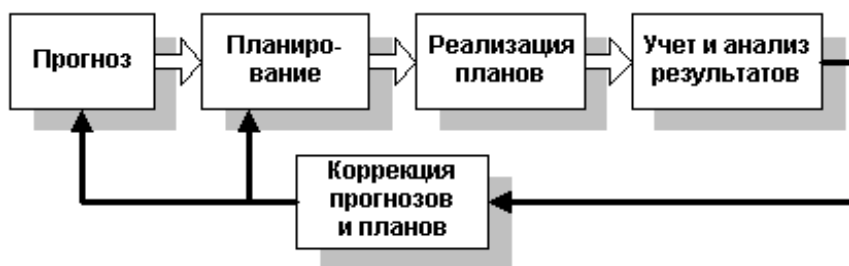 Прогноз
Планиро-
вание
Реализация
планов
Учет и анализ
результатов
Коррекция
прогнозов
и планов